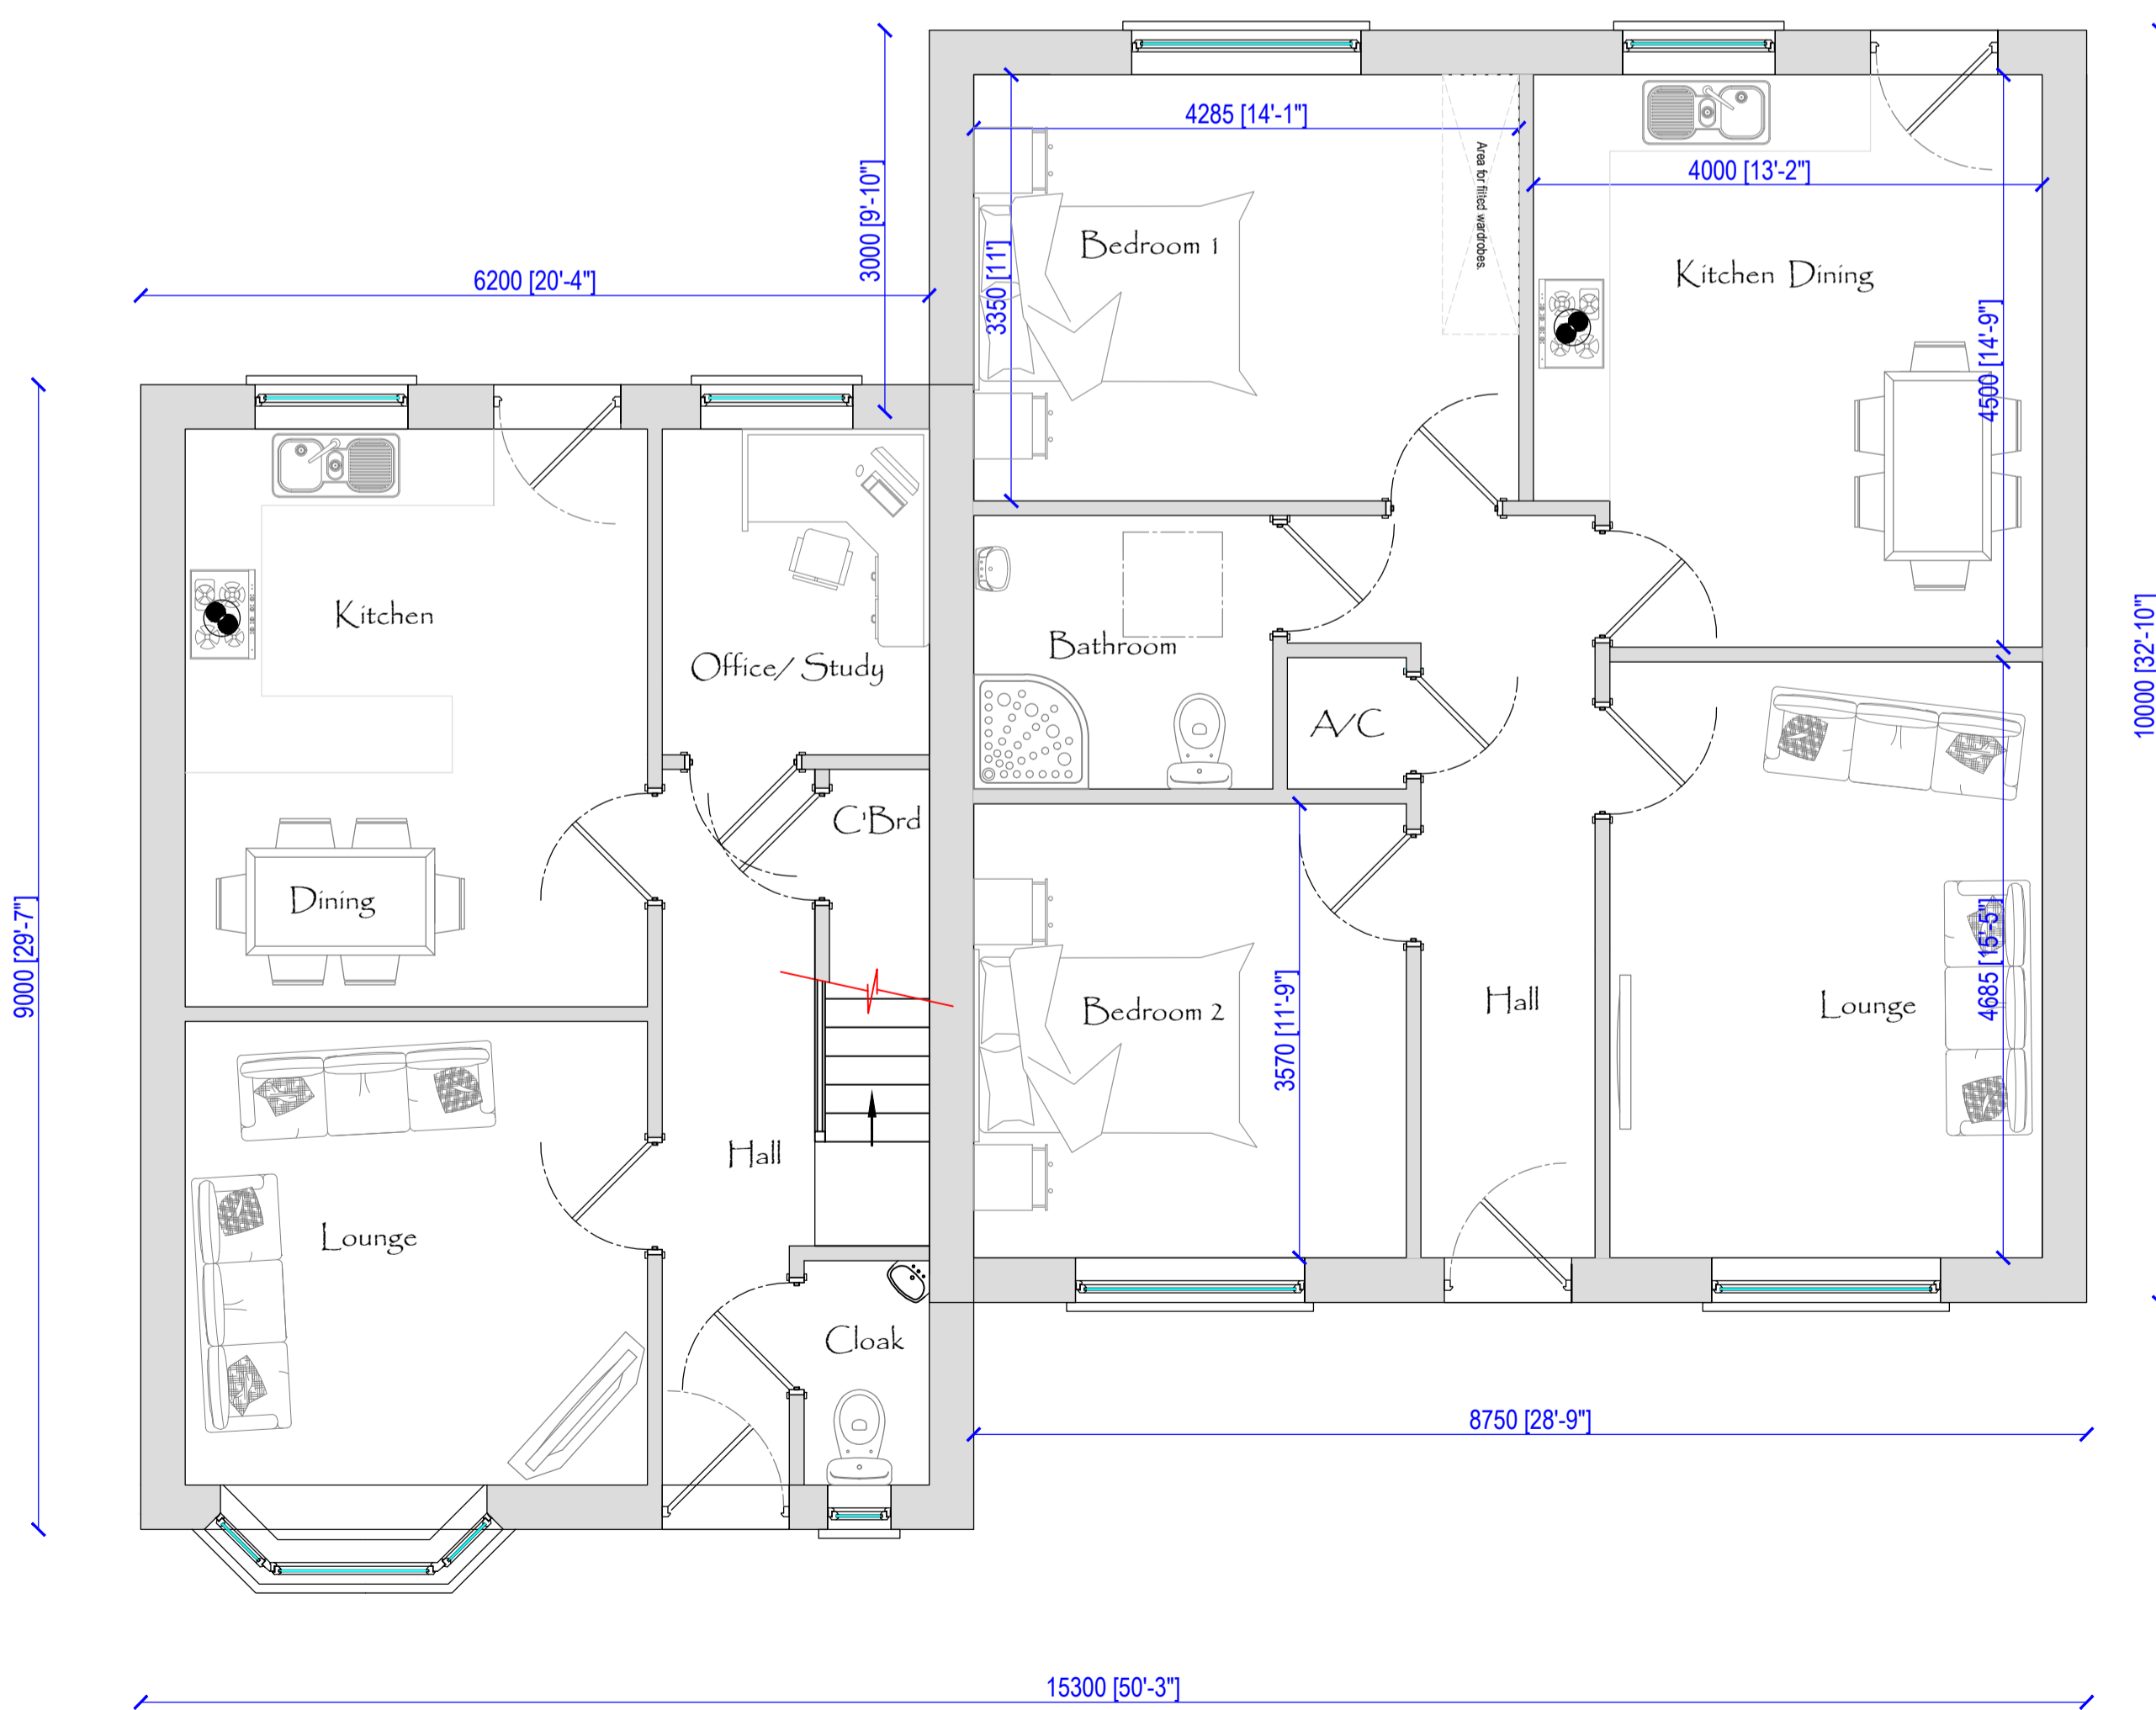 4285 [14'-1"]
4000 [13'-2"]
3000 [9'-10"]
Area for fitted wardrobes.
Bedroom 1
Kitchen Dining
3350 [11']
6200 [20'-4"]
4500 [14'-9"]
Kitchen
Office/ Study
Bathroom
10000 [32'-10"]
A/C
C'Brd
Dining
9000 [29'-7"]
Bedroom 2
3570 [11'-9"]
Hall
Lounge
4685 [15'-5"]
Hall
Lounge
Cloak
8750 [28'-9"]
15300 [50'-3"]